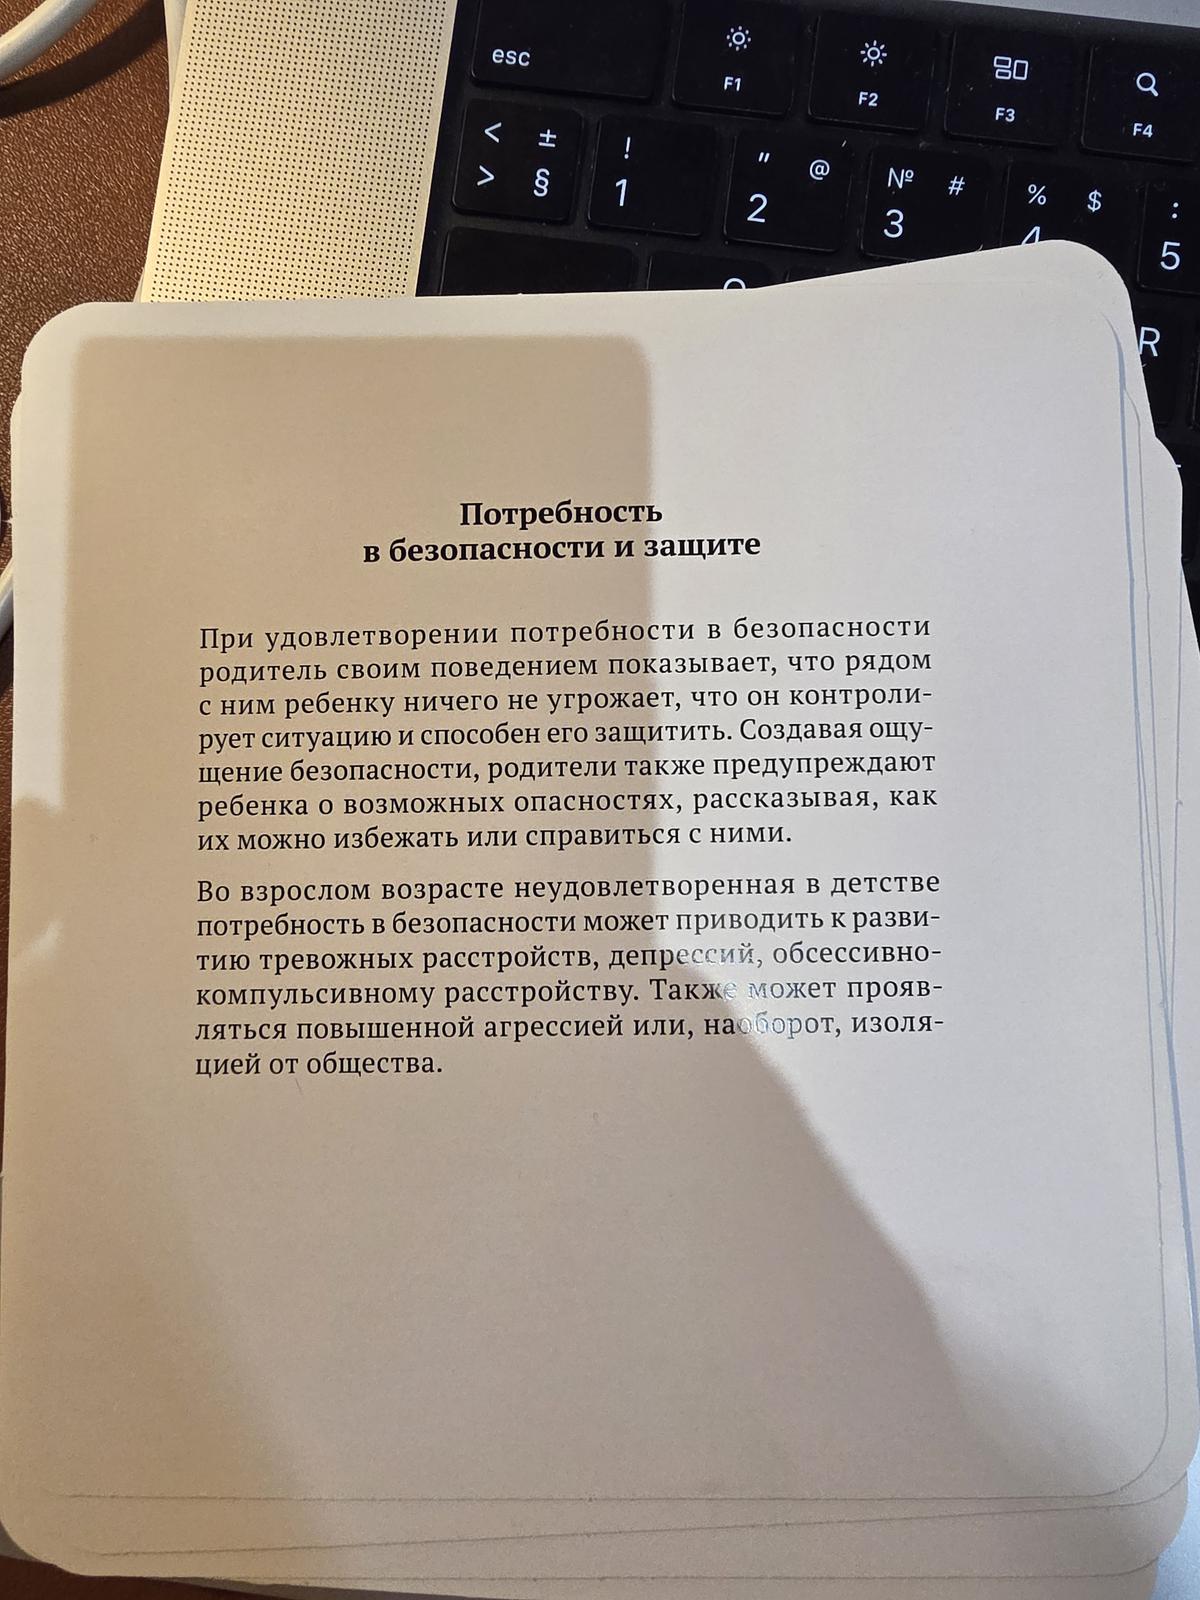 esc
F1
F2
F3
F4
< ±
> §
!
1
" @
2
№ #
3
% $
4
:
5
R
Потребность
в безопасности и защите
При удовлетворении потребности в безопасности
родитель своим поведением показывает, что рядом
с ним ребенку ничего не угрожает, что он контроли-
рует ситуацию и способен его защитить. Создавая ощу-
щение безопасности, родители также предупреждают
ребенка о возможных опасностях, рассказывая, как
их можно избежать или справиться с ними.
Во взрослом возрасте неудовлетворенная в детстве
потребность в безопасности может приводить к разви-
тию тревожных расстройств, депрессий, обсессивно-
компульсивному расстройству. Также может прояв-
ляться повышенной агрессией или, наоборот, изоля-
цией от общества.